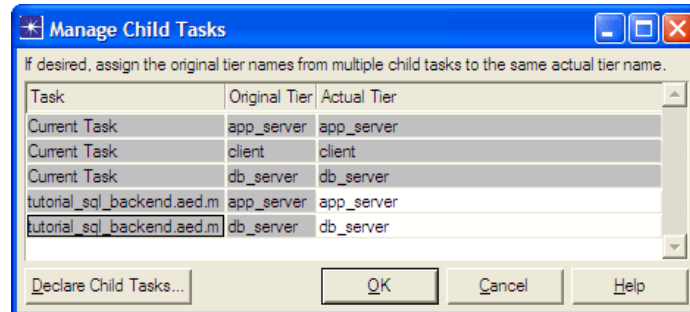 Manage Child Tasks
If desired, assign the original tier names from multiple child tasks to the same actual tier name.
Task Original Tier Actual Tier
Current Task app_server app_server
Current Task client client
Current Task db_server db_server
tutorial_sql_backend.aed.m app_server app_server
tutorial_sql_backend.aed.m db_server db_server
Declare Child Tasks... OK Cancel Help